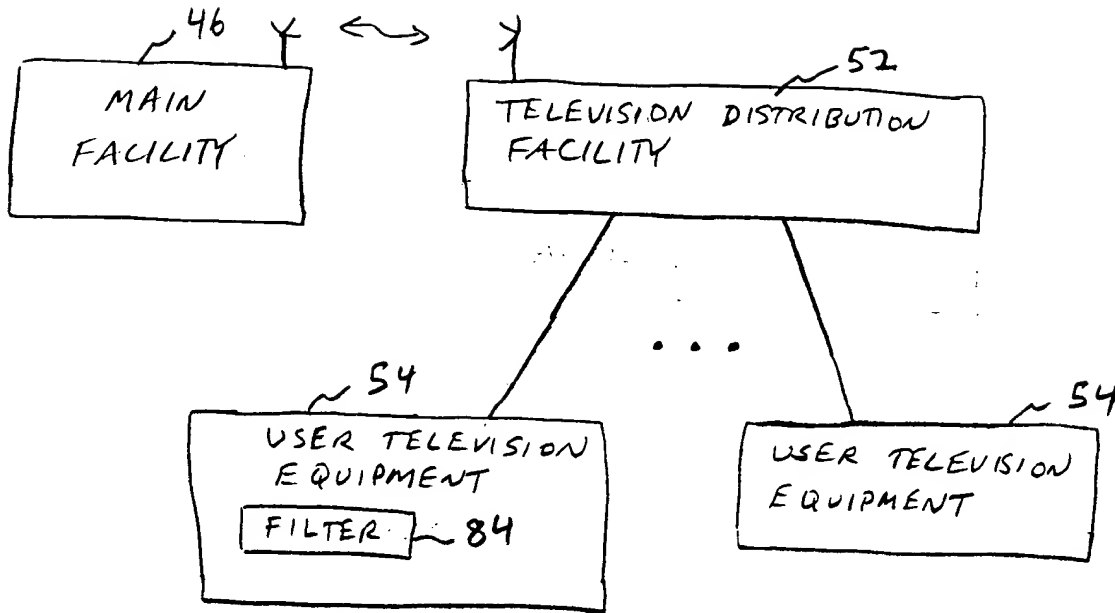 46
MAIN
FACILITY
52
TELEVISION DISTRIBUTION
FACILITY
54
USER TELEVISION
EQUIPMENT
FILTER
84
54
USER TELEVISION
EQUIPMENT